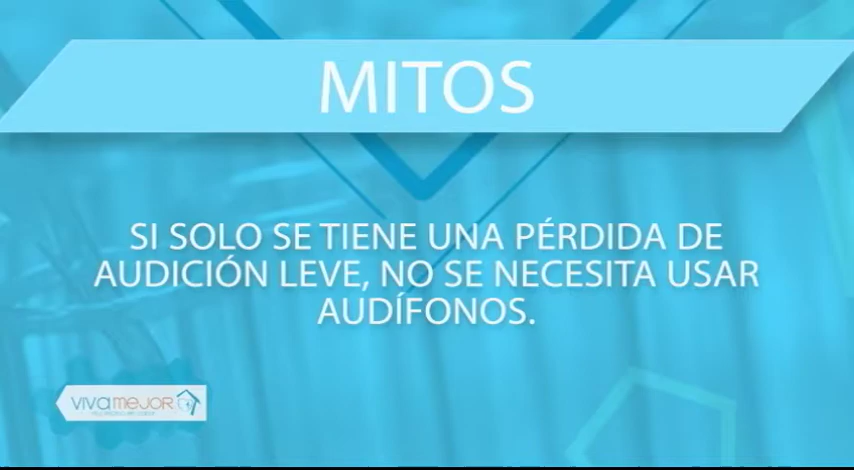 MITOS
SI SOLO SE TIENE UNA PÉRDIDA DE
AUDICIÓN LEVE, NO SE NECESITA USAR
AUDÍFONOS.
VIVAMEJOR